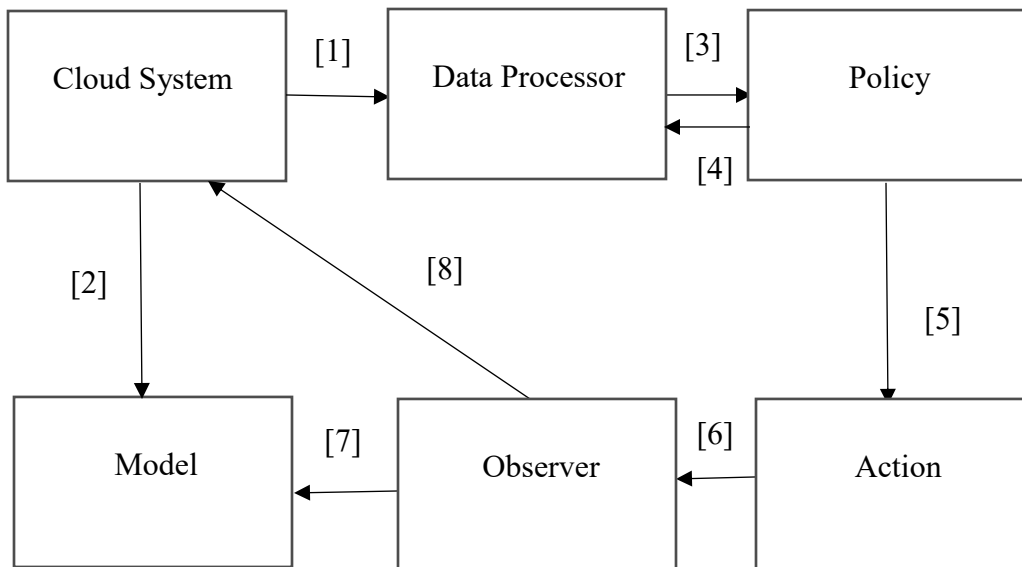 Cloud System
[1]
Data Processor
[3]
Policy
[4]
[2]
[8]
[5]
Model
[7]
Observer
[6]
Action